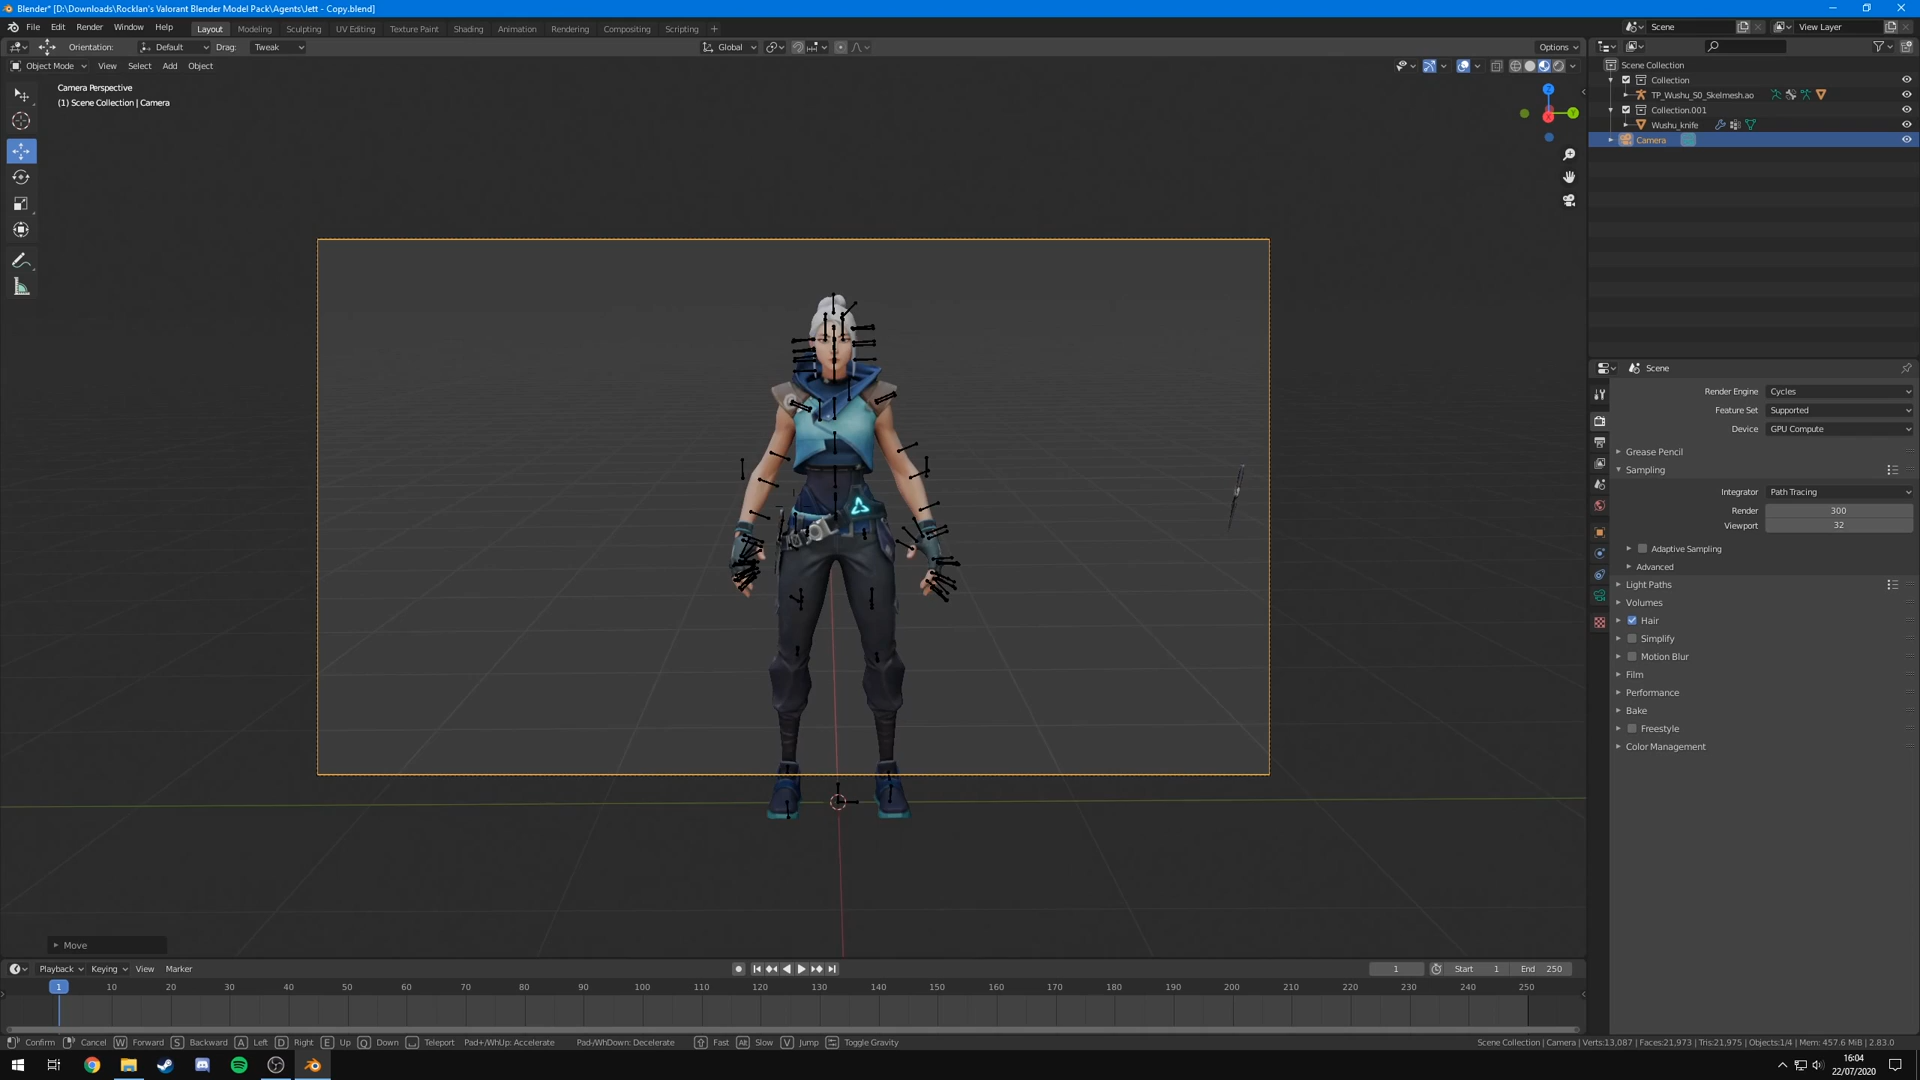 Blender* [D:\Downloads\Rocklan's Valorant Blender Model Pack\Agents\Jett - Copy.blend]
File Edit Render Window Help Layout Modeling Sculpting UV Editing Texture Paint Shading Animation Rendering Compositing Scripting Scene View Layer
Orientation: Default Drag: Tweak Global Options
Object Mode View Select Add Object
Scene Collection
Camera Perspective
(1) Scene Collection | Camera
Collection
TP_Wushu_S0_Skelmesh.ao
Collection.001
Wushu_knife
Camera
Z
Y
X
Scene
Render Engine Cycles
Feature Set Supported
Device GPU Compute
Grease Pencil
Sampling
Integrator Path Tracing
Render 300
Viewport 32
Adaptive Sampling
Advanced
Light Paths
Volumes
Hair
Simplify
Motion Blur
Film
Performance
Bake
Freestyle
Color Management
Move
Playback Keying View Marker 1 Start 1 End 250
1 10 20 30 40 50 60 70 80 90 100 110 120 130 140 150 160 170 180 190 200 210 220 230 240 250
Confirm Cancel W Forward S Backward A Left D Right E Up Q Down Teleport Pad+/WhUp: Accelerate Pad-/WhDown: Decelerate Fast Alt Slow V Jump Toggle Gravity Scene Collection | Camera | Verts:13,087 | Faces:21,973 | Tris:21,975 | Objects:1/4 | Mem: 457.6 MiB | 2.83.0
16:04
22/07/2020